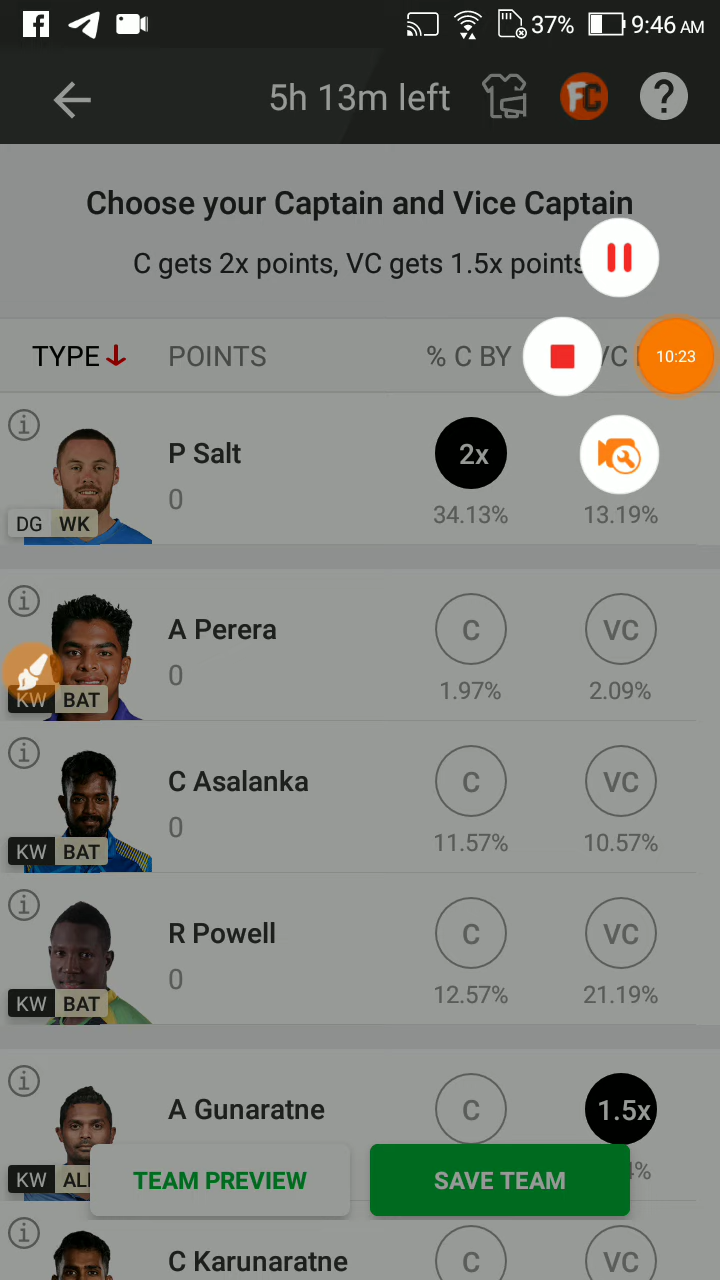 37% 9:46 AM
5h 13m left FC ?
Choose your Captain and Vice Captain
C gets 2x points, VC gets 1.5x points
TYPE POINTS % C BY
10:23
P Salt 2x
0
DG WK 34.13% 13.19%
A Perera C VC
0
KW BAT 1.97% 2.09%
C Asalanka C VC
0
KW BAT 11.57% 10.57%
R Powell C VC
0
KW BAT 12.57% 21.19%
A Gunaratne C 1.5x
KW
TEAM PREVIEW SAVE TEAM
C Karunaratne C VC